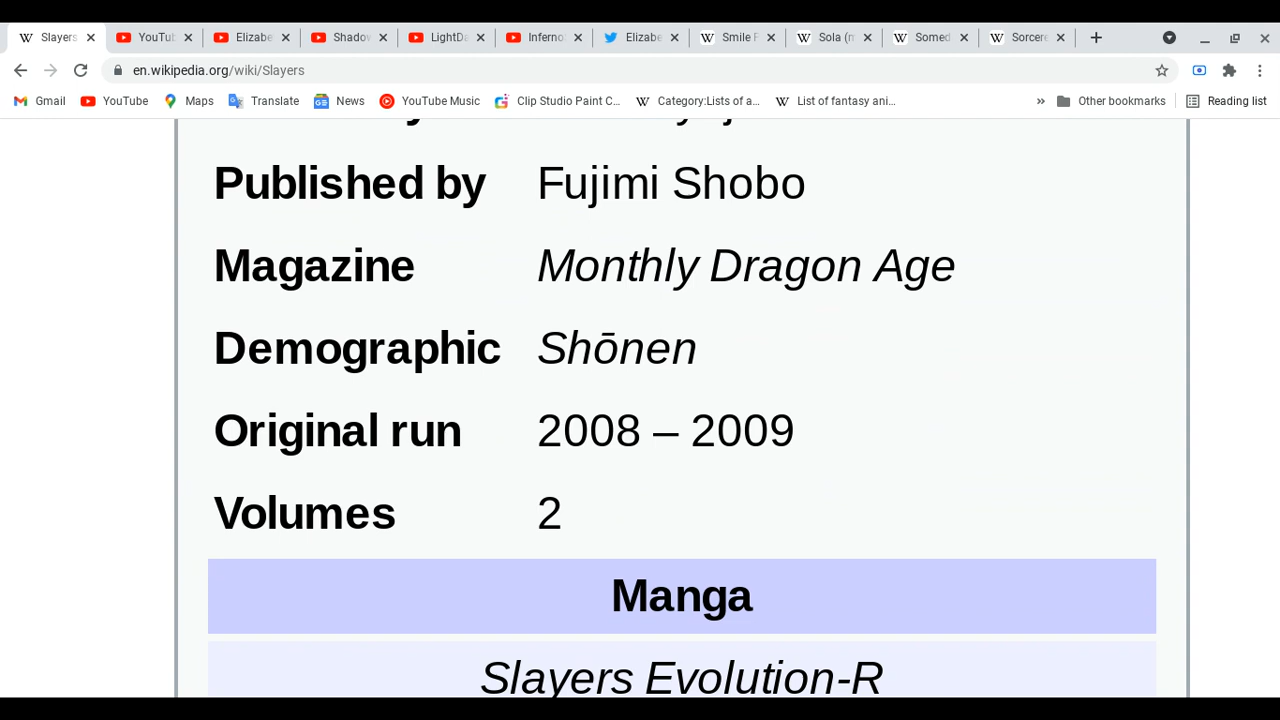 Slayers
YouTub
Elizabe
Shadow
LightDa
Inferno
Elizabe
Smile P
Sola (m
Somed
Sorcere
en.wikipedia.org/wiki/Slayers
Gmail
YouTube
Maps
Translate
News
YouTube Music
Clip Studio Paint C...
Category:Lists of a...
List of fantasy ani...
»
Other bookmarks
Reading list
Published by Fujimi Shobo
Magazine Monthly Dragon Age
Demographic Shōnen
Original run 2008 – 2009
Volumes 2
Manga
Slayers Evolution-R